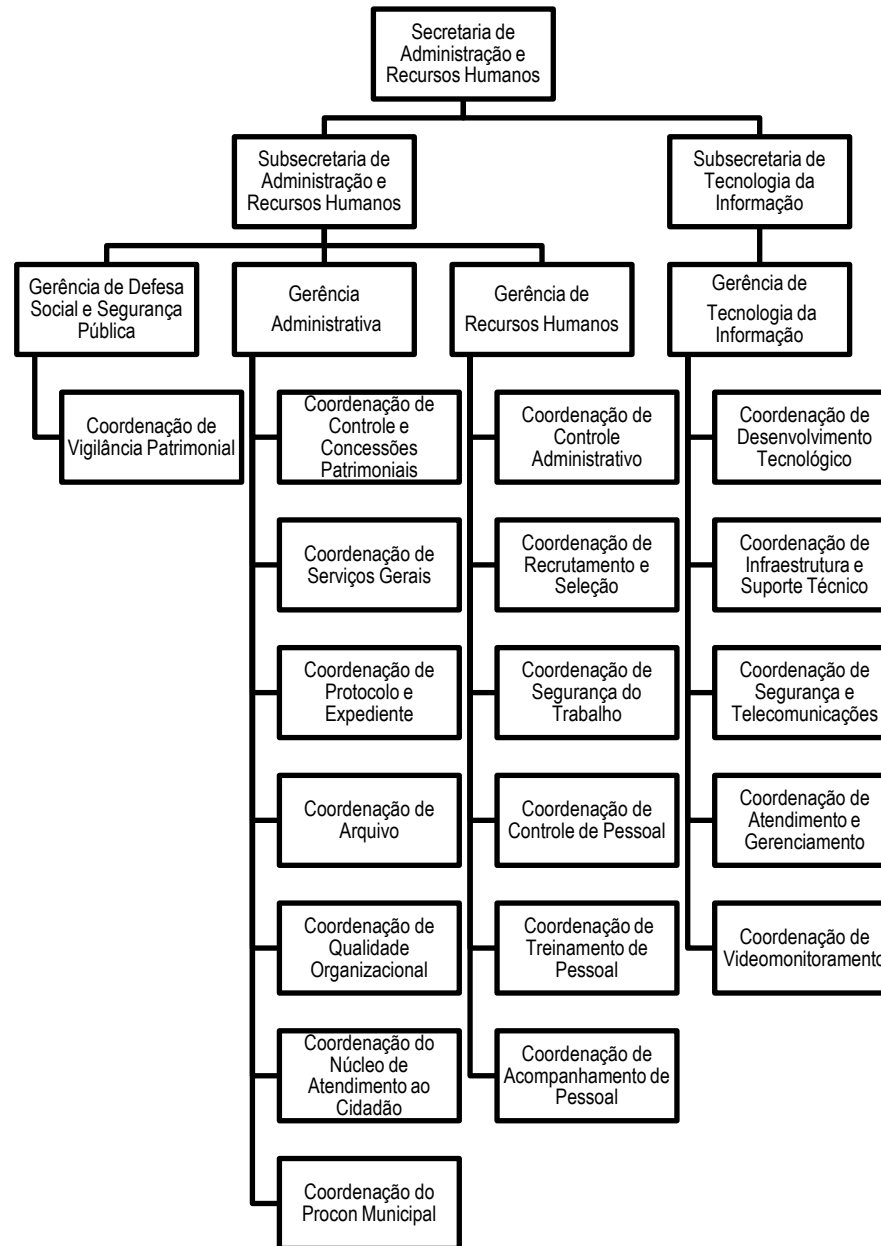 Secretaria de
Administração e
Recursos Humanos
Subsecretaria de
Administração e
Recursos Humanos
Subsecretaria de
Tecnologia da
Informação
Gerência de Defesa
Social e Segurança
Pública
Gerência
Administrativa
Gerência de
Recursos Humanos
Gerência de
Tecnologia da
Informação
Coordenação de
Vigilância Patrimonial
Coordenação de
Controle e
Concessões
Patrimoniais
Coordenação de
Controle
Administrativo
Coordenação de
Desenvolvimento
Tecnológico
Coordenação de
Serviços Gerais
Coordenação de
Recrutamento e
Seleção
Coordenação de
Infraestrutura e
Suporte Técnico
Coordenação de
Protocolo e
Expediente
Coordenação de
Segurança do
Trabalho
Coordenação de
Segurança e
Telecomunicações
Coordenação de
Arquivo
Coordenação de
Controle de Pessoal
Coordenação de
Atendimento e
Gerenciamento
Coordenação de
Qualidade
Organizacional
Coordenação de
Treinamento de
Pessoal
Coordenação de
Videomonitoramento
Coordenação do
Núcleo de
Atendimento ao
Cidadão
Coordenação de
Acompanhamento de
Pessoal
Coordenação do
Procon Municipal